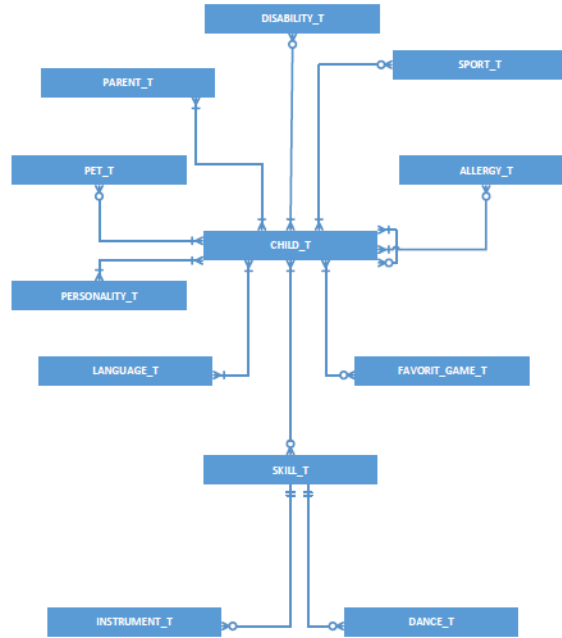 DISABILITY_T
SPORT_T
PARENT_T
PET_T
ALLERGY_T
CHILD_T
PERSONALITY_T
LANGUAGE_T
FAVORIT_GAME_T
SKILL_T
INSTRUMENT_T
DANCE_T